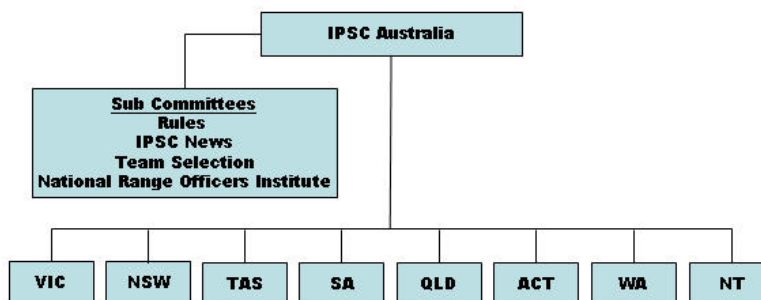 IPSC Australia
Sub Committees
Rules
IPSC News
Team Selection
National Range Officers Institute
VIC
NSW
TAS
SA
QLD
ACT
WA
NT